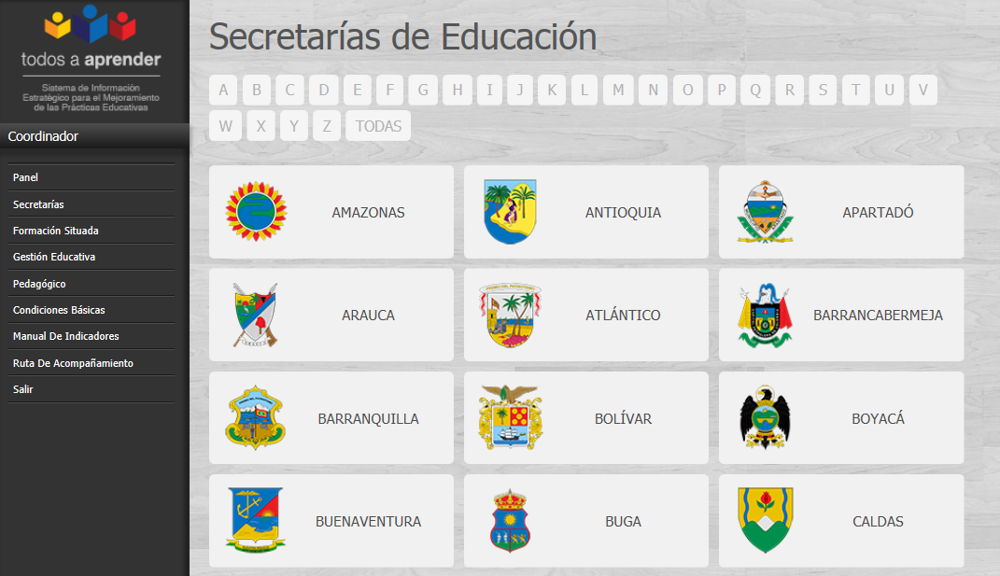 todos a aprender
Sistema de Información
Estratégico para el Mejoramiento
de las Prácticas Educativas
Coordinador
Panel
Secretarías
Formación Situada
Gestión Educativa
Pedagógico
Condiciones Básicas
Manual De Indicadores
Ruta De Acompañamiento
Salir
Secretarías de Educación
A B C D E F G H I J K L M N O P Q R S T U V
W X Y Z TODAS
AMAZONAS ANTIOQUIA APARTADÓ
ARAUCA ATLÁNTICO BARRANCABERMEJA
BARRANQUILLA BOLÍVAR BOYACÁ
BUENAVENTURA BUGA CALDAS